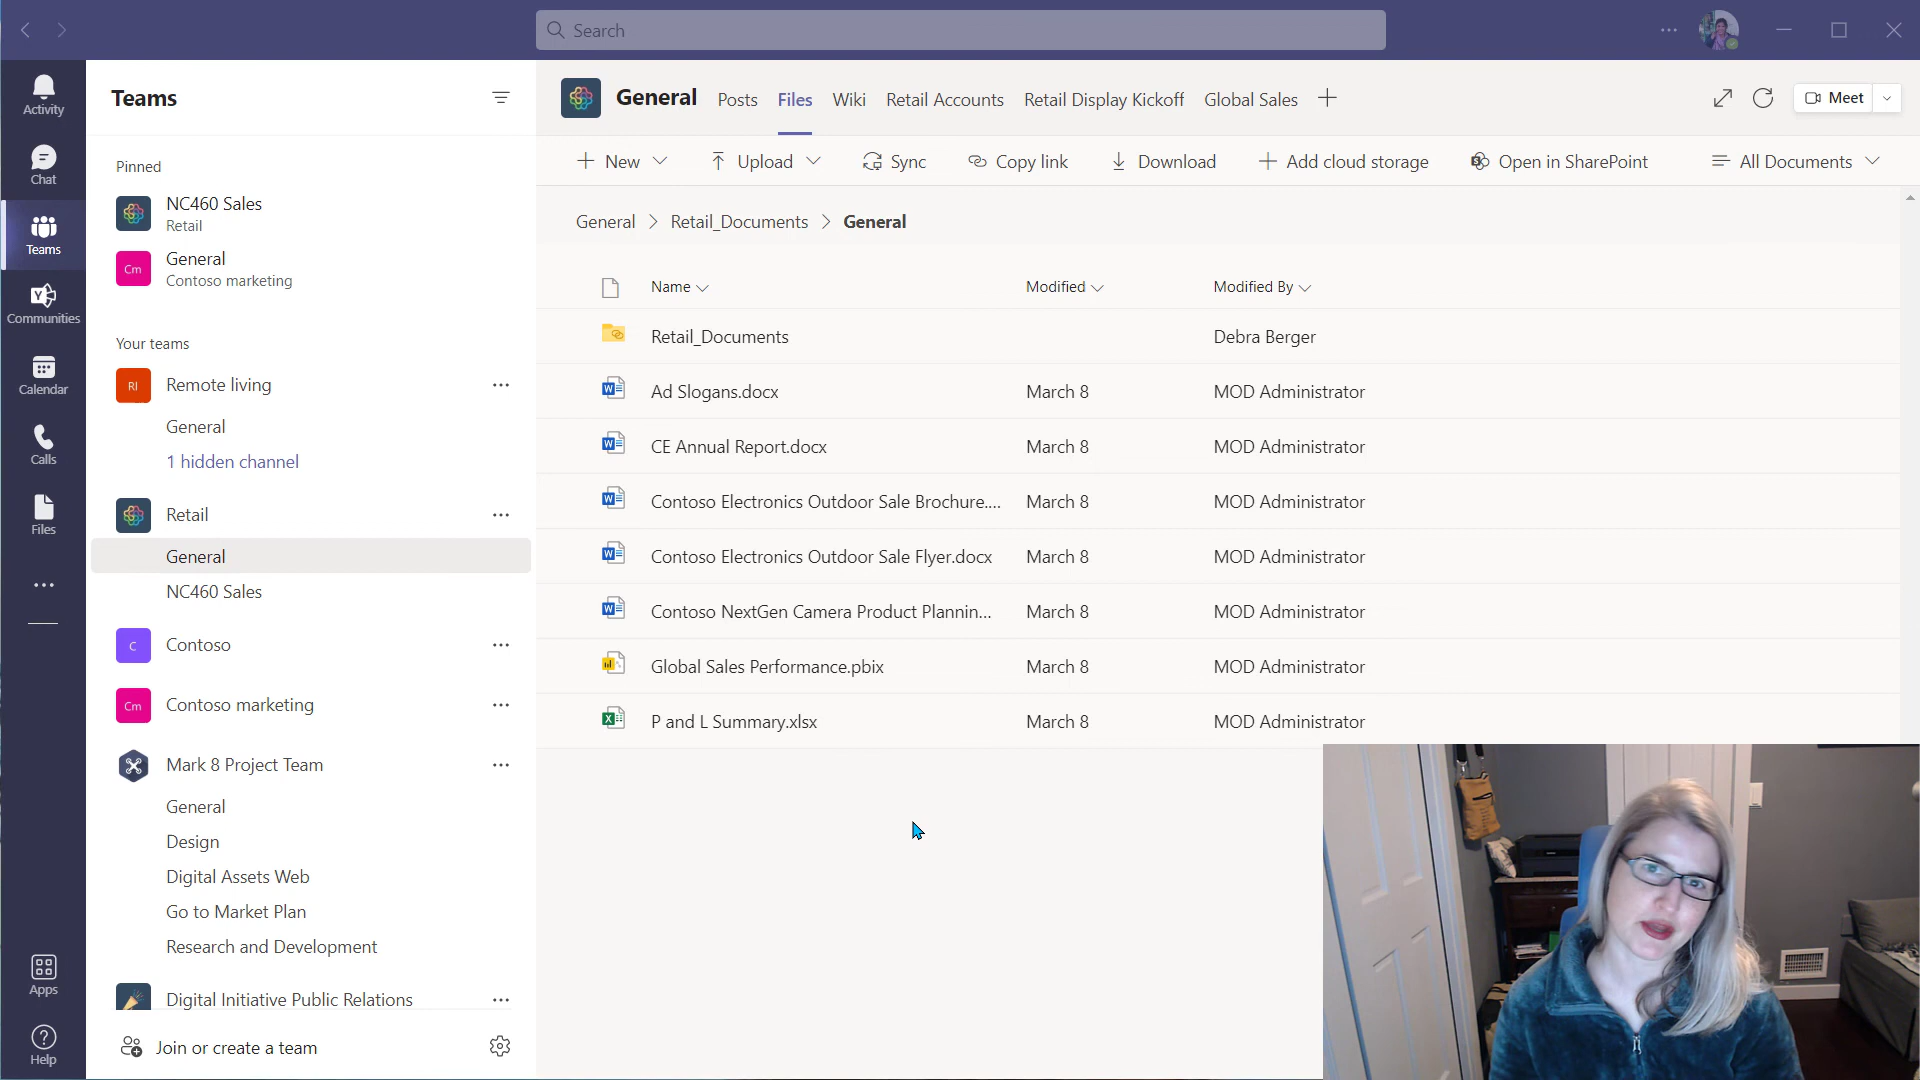 Search
Activity
Chat
Teams
Communities
Calendar
Calls
Files
Apps
Help
Teams
Pinned
NC460 Sales
Retail
Cm
General
Contoso marketing
Your teams
Rl
Remote living
General
1 hidden channel
Retail
General
NC460 Sales
C
Contoso
Cm
Contoso marketing
Mark 8 Project Team
General
Design
Digital Assets Web
Go to Market Plan
Research and Development
Digital Initiative Public Relations
Join or create a team
General Posts Files Wiki Retail Accounts Retail Display Kickoff Global Sales
Meet
New Upload Sync Copy link Download Add cloud storage Open in SharePoint All Documents
General > Retail_Documents > General
Name Modified Modified By
Retail_Documents Debra Berger
Ad Slogans.docx March 8 MOD Administrator
CE Annual Report.docx March 8 MOD Administrator
Contoso Electronics Outdoor Sale Brochure.... March 8 MOD Administrator
Contoso Electronics Outdoor Sale Flyer.docx March 8 MOD Administrator
Contoso NextGen Camera Product Plannin... March 8 MOD Administrator
Global Sales Performance.pbix March 8 MOD Administrator
P and L Summary.xlsx March 8 MOD Administrator